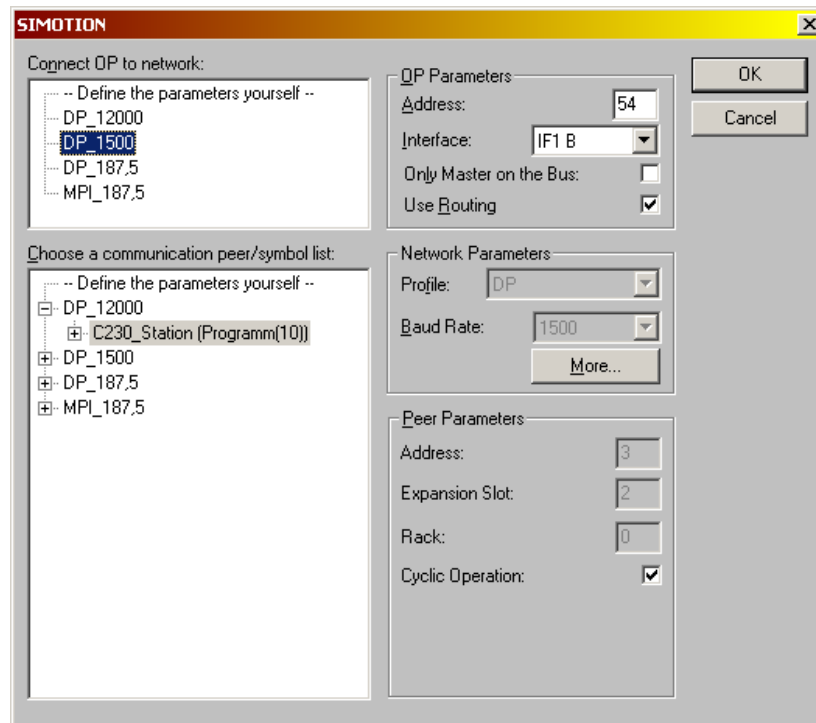 SIMOTION
Connect OP to network:
-- Define the parameters yourself --
DP_12000
DP_1500
DP_187,5
MPI_187,5
Choose a communication peer/symbol list:
-- Define the parameters yourself --
DP_12000
C230_Station (Programm(10))
DP_1500
DP_187,5
MPI_187,5
OP Parameters
Address: 54
Interface: IF1 B
Only Master on the Bus:
Use Routing
Network Parameters
Profile: DP
Baud Rate: 1500
More...
Peer Parameters
Address: 3
Expansion Slot: 2
Rack: 0
Cyclic Operation:
OK
Cancel